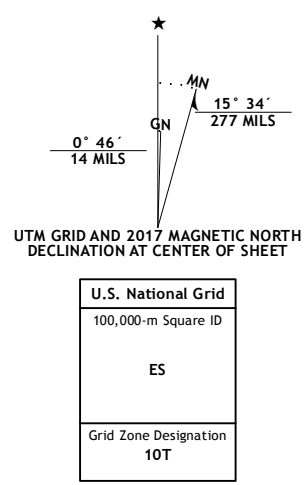 ★
MN
15° 34´
277 MILS
GN
0° 46´
14 MILS
UTM GRID AND 2017 MAGNETIC NORTH
DECLINATION AT CENTER OF SHEET
U.S. National Grid
100,000-m Square ID
ES
Grid Zone Designation
10T